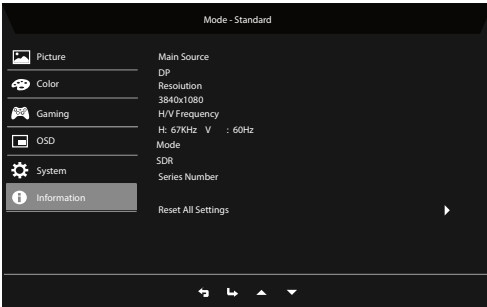 Mode - Standard
Picture
Color
Gaming
OSD
System
Information
Main Source
DP
Resoiution
3840x1080
H/V Frequency
H: 67KHz V : 60Hz
Mode
SDR
Series Number
Reset All Settings